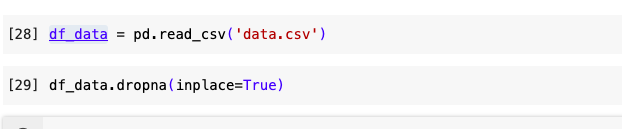 [28] df_data = pd.read_csv('data.csv')
[29] df_data.dropna(inplace=True)